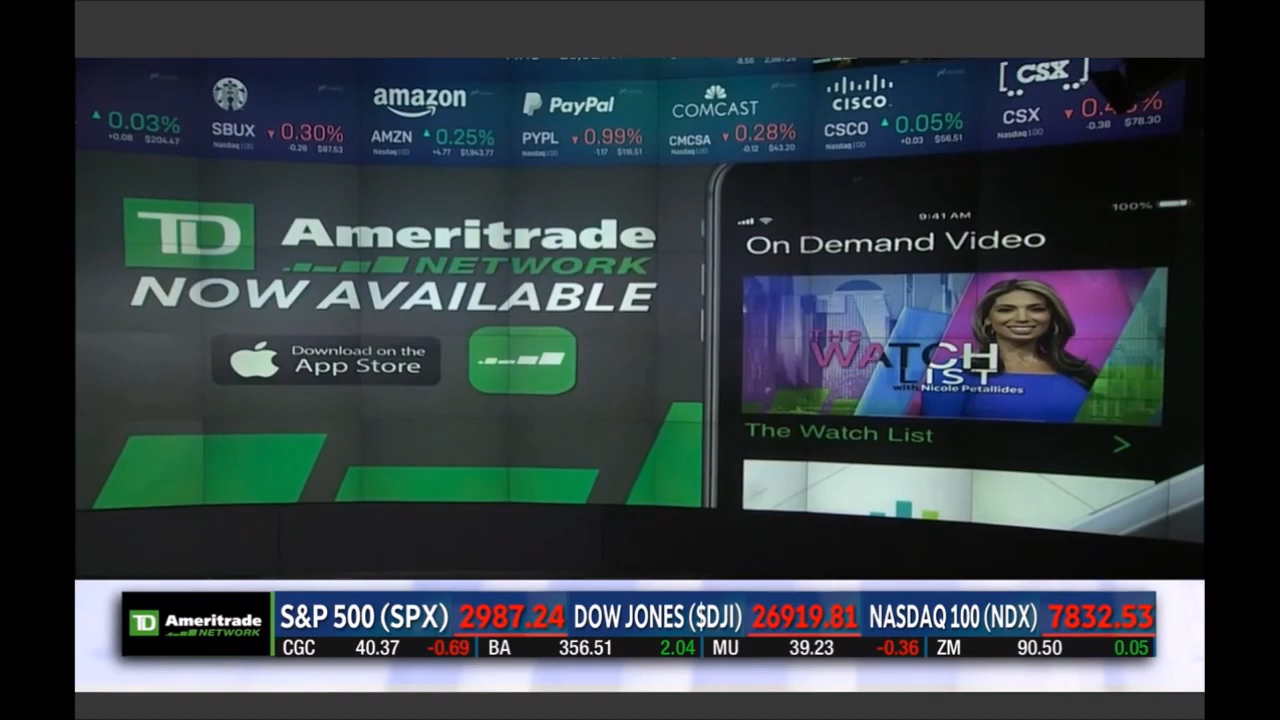 amazon
PayPal
COMCAST
CISCO
CSX
0.03%
+0.08 $204.47
SBUX 0.30%
Nasdaq100 -0.26 $87.53
AMZN 0.25%
Nasdaq100 +4.77 $1,943.77
PYPL 0.99%
Nasdaq100 -1.17 $116.51
CMCSA 0.28%
Nasdaq100 -0.12 $43.20
CSCO 0.05%
Nasdaq100 +0.03 $56.51
CSX
Nasdaq100 -0.38 $78.30
TD Ameritrade
NETWORK
NOW AVAILABLE
Download on the
App Store
9:41 AM
100%
On Demand Video
THE
WATCH
LIST
with Nicole Petallides
The Watch List
TD Ameritrade
NETWORK
S&P 500 (SPX) 2987.24 DOW JONES ($DJI) 26919.81 NASDAQ 100 (NDX) 7832.53
CGC 40.37 -0.69 BA 356.51 2.04 MU 39.23 -0.36 ZM 90.50 0.05